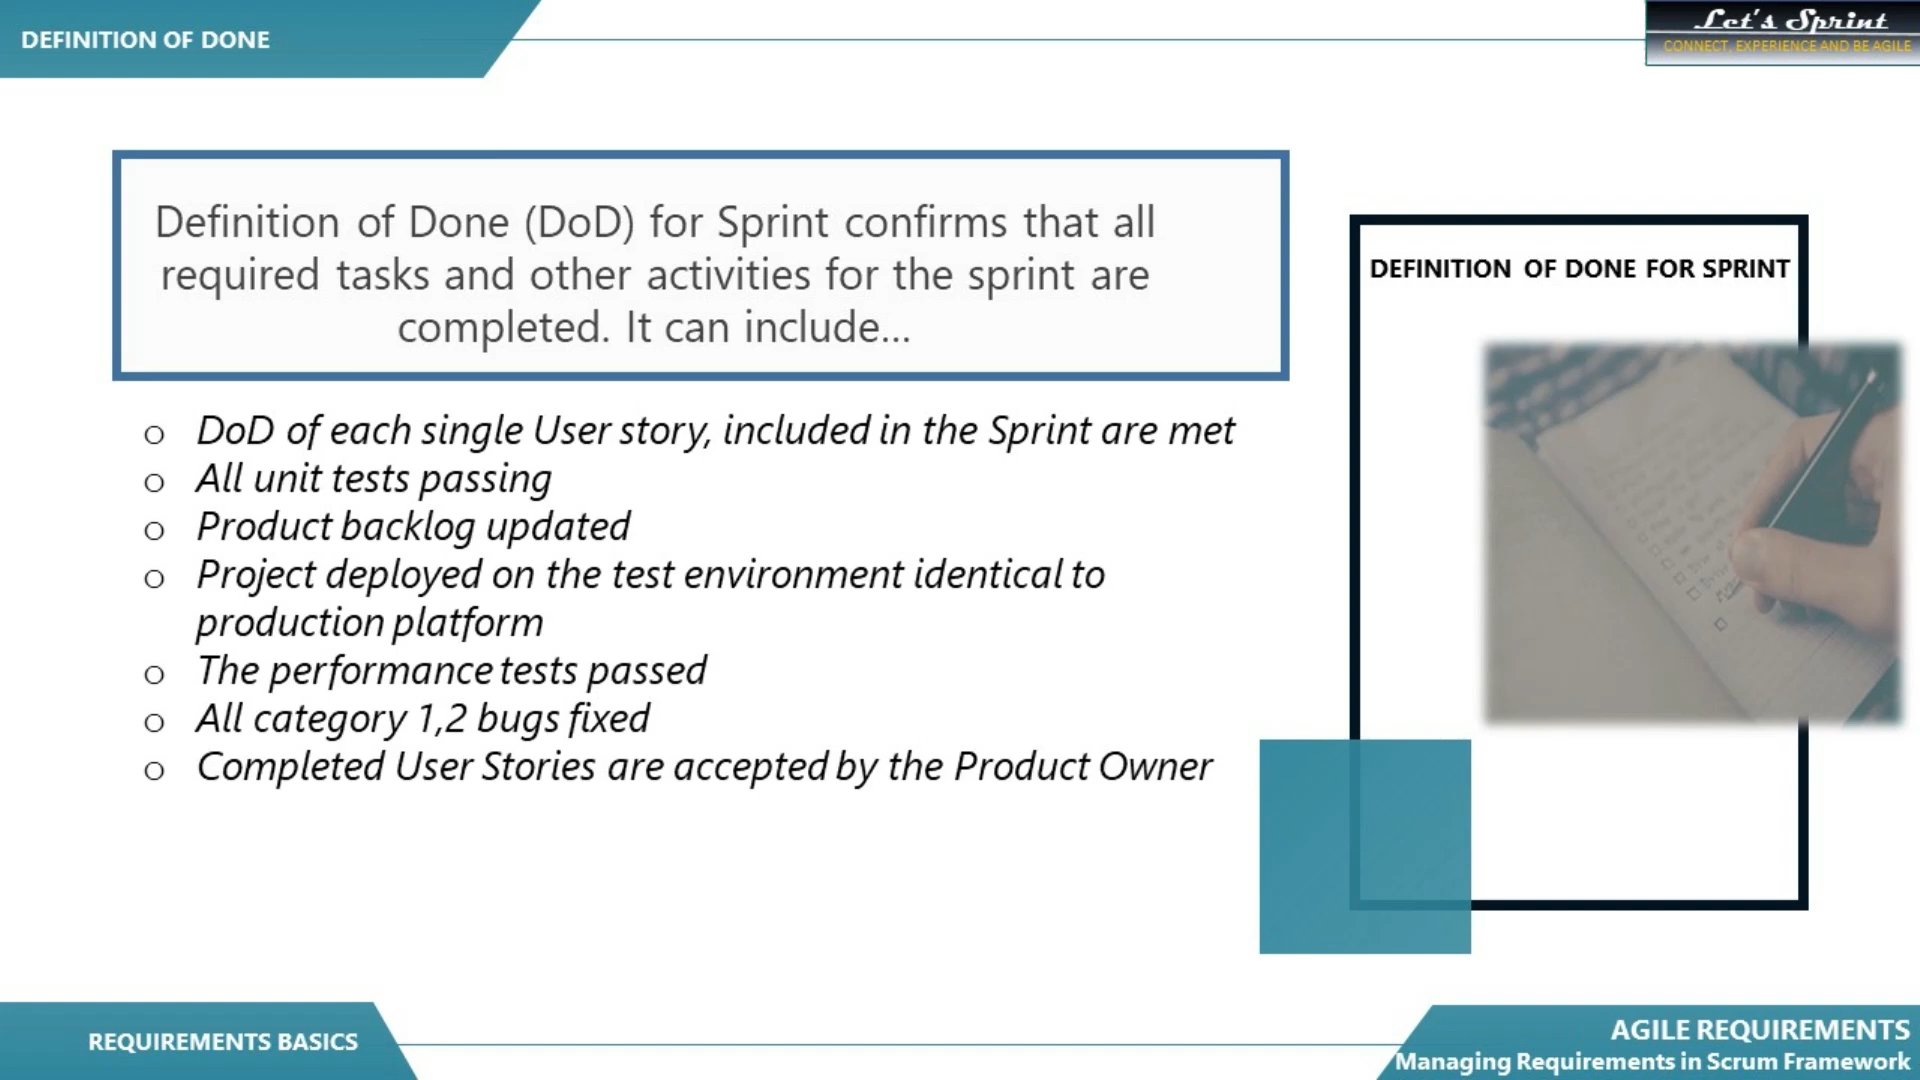 DEFINITION OF DONE
Let's Sprint
CONNECT, EXPERIENCE AND BE AGILE
Definition of Done (DoD) for Sprint confirms that all
required tasks and other activities for the sprint are
completed. It can include...
DEFINITION OF DONE FOR SPRINT
o DoD of each single User story, included in the Sprint are met
o All unit tests passing
o Product backlog updated
o Project deployed on the test environment identical to
production platform
o The performance tests passed
o All category 1,2 bugs fixed
o Completed User Stories are accepted by the Product Owner
REQUIREMENTS BASICS
AGILE REQUIREMENTS
Managing Requirements in Scrum Framework